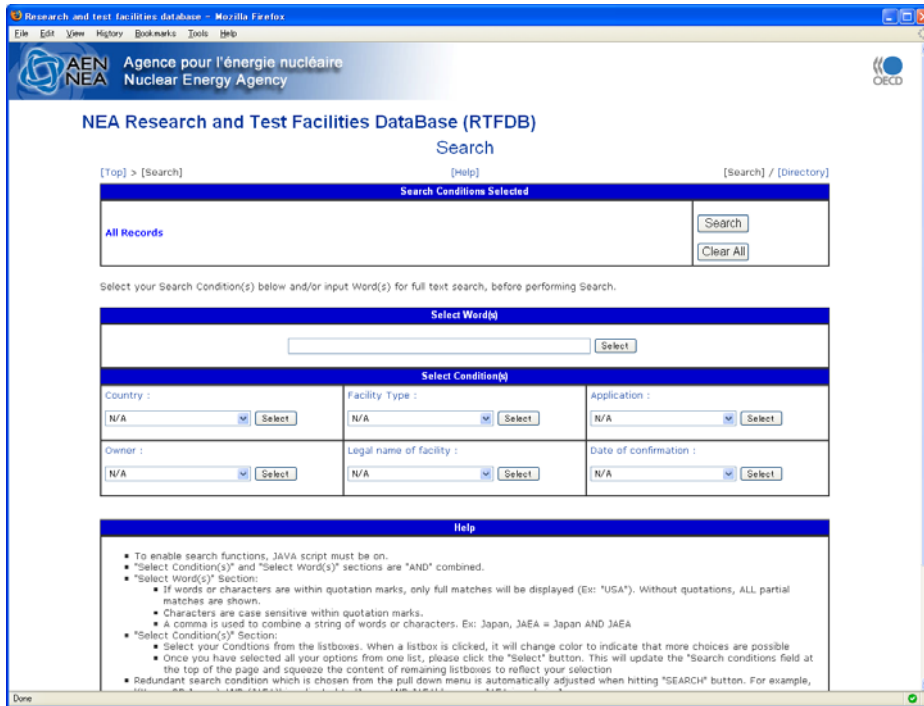 Research and test facilities database - Mozilla Firefox
File Edit View History Bookmarks Tools Help
AEN Agence pour l'énergie nucléaire
NEA Nuclear Energy Agency
OECD
NEA Research and Test Facilities DataBase (RTFDB)
Search
[Top] > [Search] [Help] [Search] / [Directory]
Search Conditions Selected
All Records
Search
Clear All
Select your Search Condition(s) below and/or input Word(s) for full text search, before performing Search.
Select Word(s)
Select
Select Condition(s)
Country : Facility Type : Application :
N/A Select N/A Select N/A Select
Owner : Legal name of facility : Date of confirmation :
N/A Select N/A Select N/A Select
Help
To enable search functions, JAVA script must be on.
"Select Condition(s)" and "Select Word(s)" sections are "AND" combined.
"Select Word(s)" Section:
If words or characters are within quotation marks, only full matches will be displayed (Ex: "USA"). Without quotations, ALL partial
matches are shown.
Characters are case sensitive within quotation marks.
A comma is used to combine a string of words or characters. Ex: Japan, JAEA = Japan AND JAEA
"Select Condition(s)" Section:
Select your Condtions from the listboxes. When a listbox is clicked, it will change color to indicate that more choices are possible
Once you have selected all your options from one list, please click the "Select" button. This will update the "Search conditions field at
the top of the page and squeeze the content of remaining listboxes to reflect your selection
Redundant search condition which is chosen from the pull down menu is automatically adjusted when hitting "SEARCH" button. For example,
Done